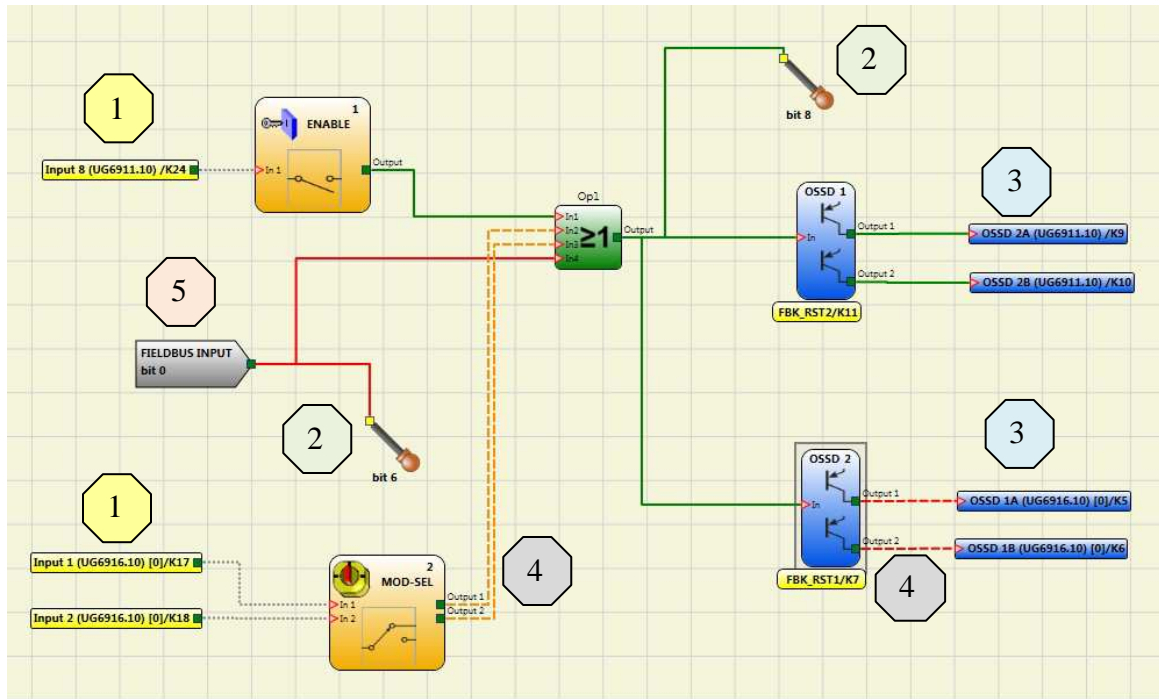 2
bit 8
1
1
ENABLE
Input 8 (UG6911.10) /K24
In 1
Output
Op1
In1
In2
In3
In4
≥1
Output
OSSD 1
In
Output 1
Output 2
FBK_RST2/K11
3
OSSD 2A (UG6911.10) /K9
OSSD 2B (UG6911.10) /K10
5
FIELDBUS INPUT
bit 0
2
bit 6
3
OSSD 2
In
Output 1
Output 2
FBK_RST1/K7
OSSD 1A (UG6916.10) [0]/K5
OSSD 1B (UG6916.10) [0]/K6
4
1
Input 1 (UG6916.10) [0]/K17
Input 2 (UG6916.10) [0]/K18
2
MOD-SEL
In 1
In 2
Output 1
Output 2
4